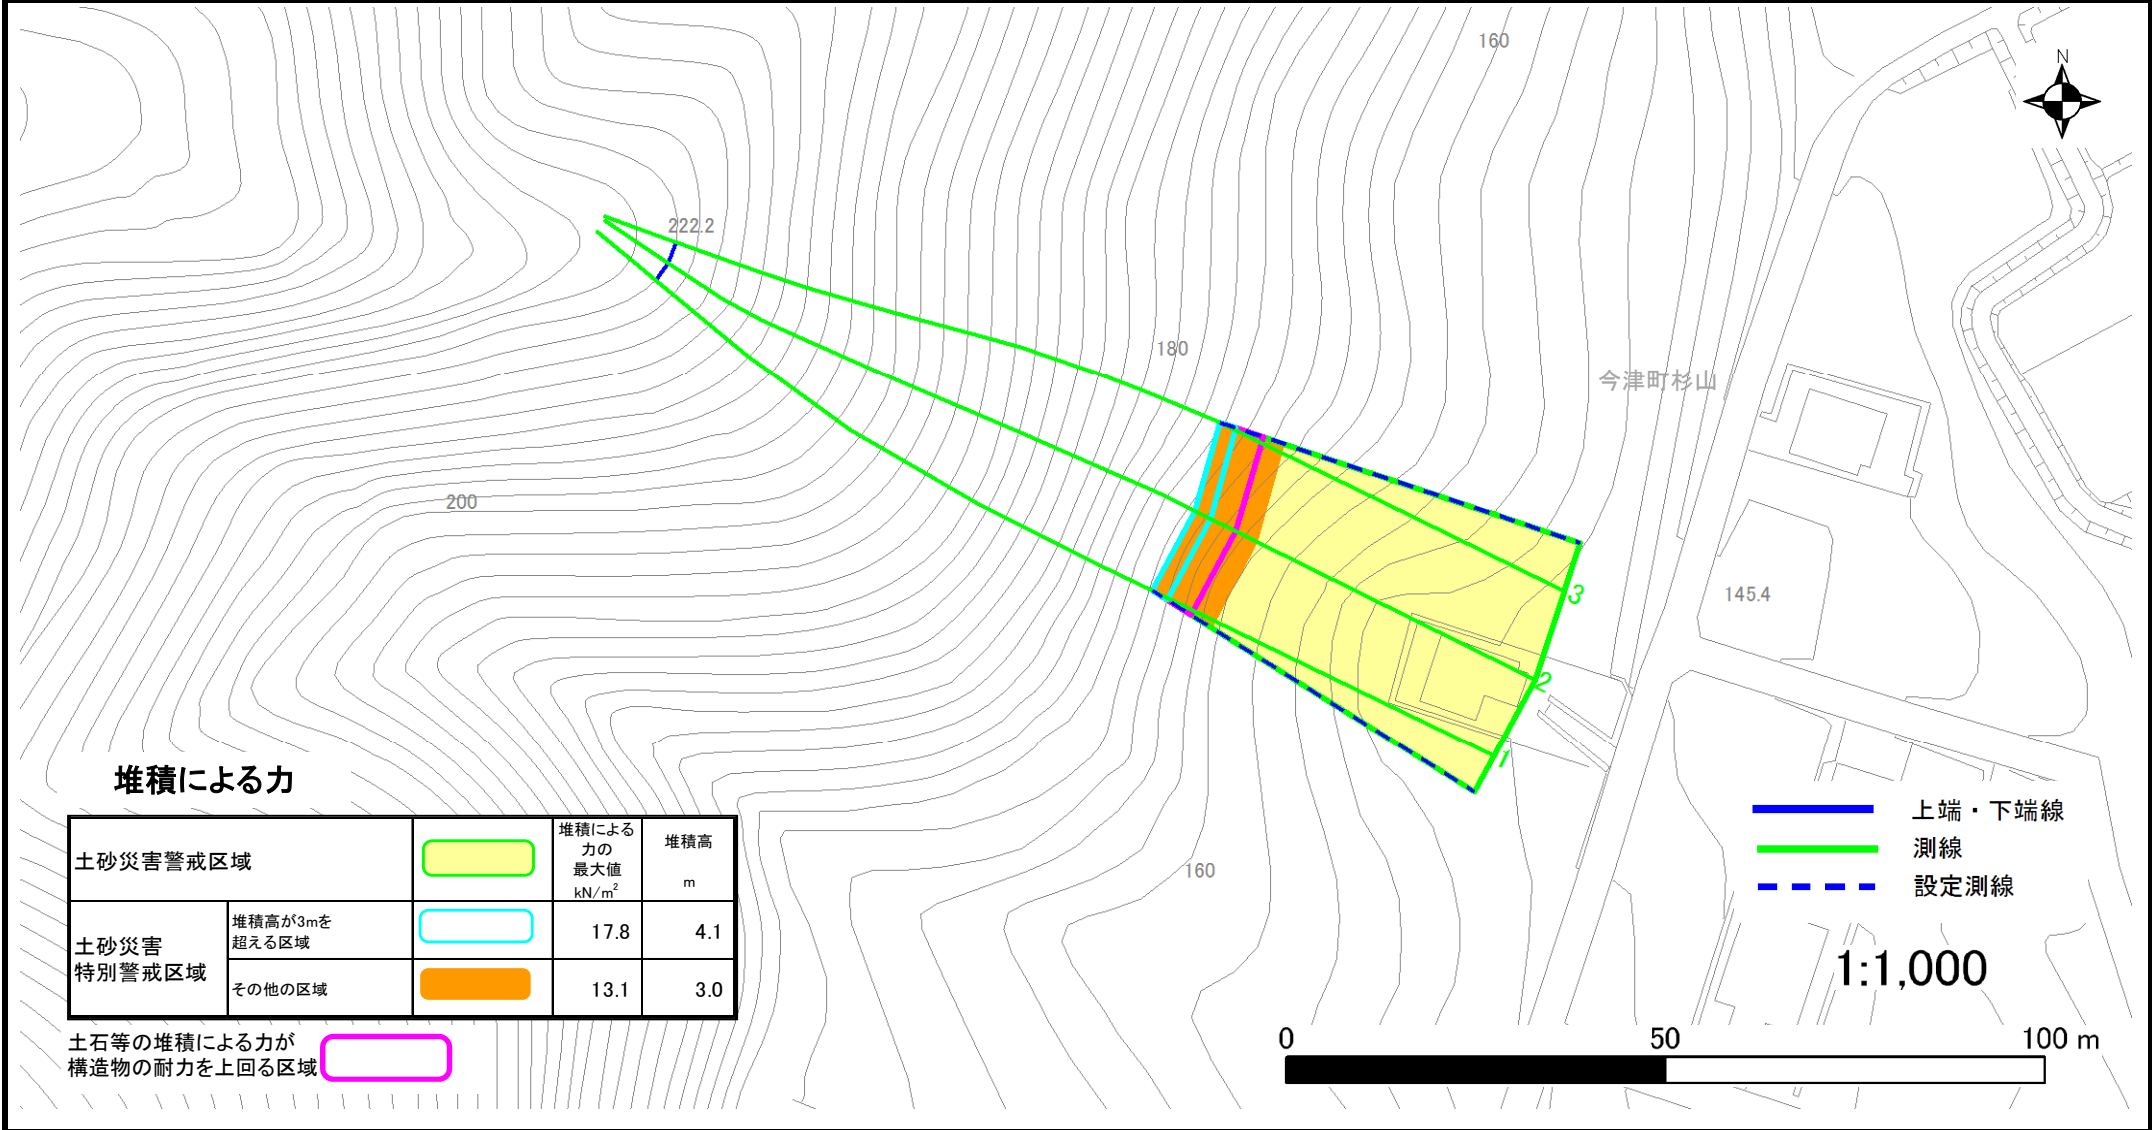 160
N
222.2
180
今津町杉山
200
3
145.4
2
1
堆積による力
土砂災害警戒区域
堆積による
力の
最大値
kN/m²
堆積高
m
土砂災害
特別警戒区域
堆積高が3mを
超える区域
17.8
4.1
その他の区域
13.1
3.0
土石等の堆積による力が
構造物の耐力を上回る区域
160
上端・下端線
測線
設定測線
1:1,000
0 50 100 m